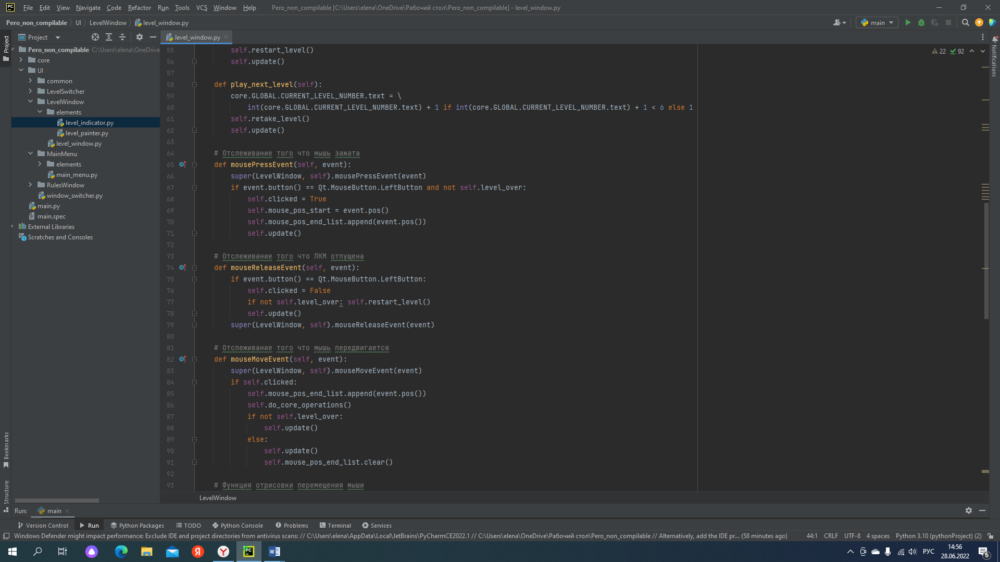 PC File Edit View Navigate Code Refactor Run Tools VCS Window Help Pero_non_compilable [C:\Users\elena\OneDrive\Рабочий стол\Pero_non_compilable] - level_window.py
Pero_non_compilable UI LevelWindow level_window.py main
Project level_window.py
Project
Pero_non_compilable C:\Users\elena\OneDrive
core
UI
common
LevelSwitcher
LevelWindow
elements
level_indicator.py
level_painter.py
level_window.py
MainMenu
elements
main_menu.py
RulesWindow
window_switcher.py
main.py
main.spec
External Libraries
Scratches and Consoles
Bookmarks
Structure
22 92
Notifications
55 self.restart_level()
56 self.update()
57
58 def play_next_level(self):
59 core.GLOBAL.CURRENT_LEVEL_NUMBER.text = \
60 int(core.GLOBAL.CURRENT_LEVEL_NUMBER.text) + 1 if int(core.GLOBAL.CURRENT_LEVEL_NUMBER.text) + 1 < 6 else 1
61 self.retake_level()
62 self.update()
63
64 # Отслеживание того что мышь зажата
65 def mousePressEvent(self, event):
66 super(LevelWindow, self).mousePressEvent(event)
67 if event.button() == Qt.MouseButton.LeftButton and not self.level_over:
68 self.clicked = True
69 self.mouse_pos_start = event.pos()
70 self.mouse_pos_end_list.append(event.pos())
71 self.update()
72
73 # Отслеживание того что ЛКМ отпущена
74 def mouseReleaseEvent(self, event):
75 if event.button() == Qt.MouseButton.LeftButton:
76 self.clicked = False
77 if not self.level_over: self.restart_level()
78 self.update()
79 super(LevelWindow, self).mouseReleaseEvent(event)
80
81 # Отслеживание того что мышь передвигается
82 def mouseMoveEvent(self, event):
83 super(LevelWindow, self).mouseMoveEvent(event)
84 if self.clicked:
85 self.mouse_pos_end_list.append(event.pos())
86 self.do_core_operations()
87 if not self.level_over:
88 self.update()
89 else:
90 self.update()
91 self.mouse_pos_end_list.clear()
92
93 # Функция отрисовки перемещения мыши
LevelWindow
Run: main
Version Control Run Python Packages TODO Python Console Problems Terminal Services
Windows Defender might impact performance: Exclude IDE and project directories from antivirus scans: // C:\Users\elena\AppData\Local\JetBrains\PyCharmCE2022.1 // C:\Users\elena\OneDrive\Рабочий стол\Pero_non_compilable // Alternatively, add the IDE pr... (58 minutes ago) 44:1 CRLF UTF-8 4 spaces Python 3.10 (pythonProject) (2)
Я Y PC W РУС 14:56
28.06.2022 6